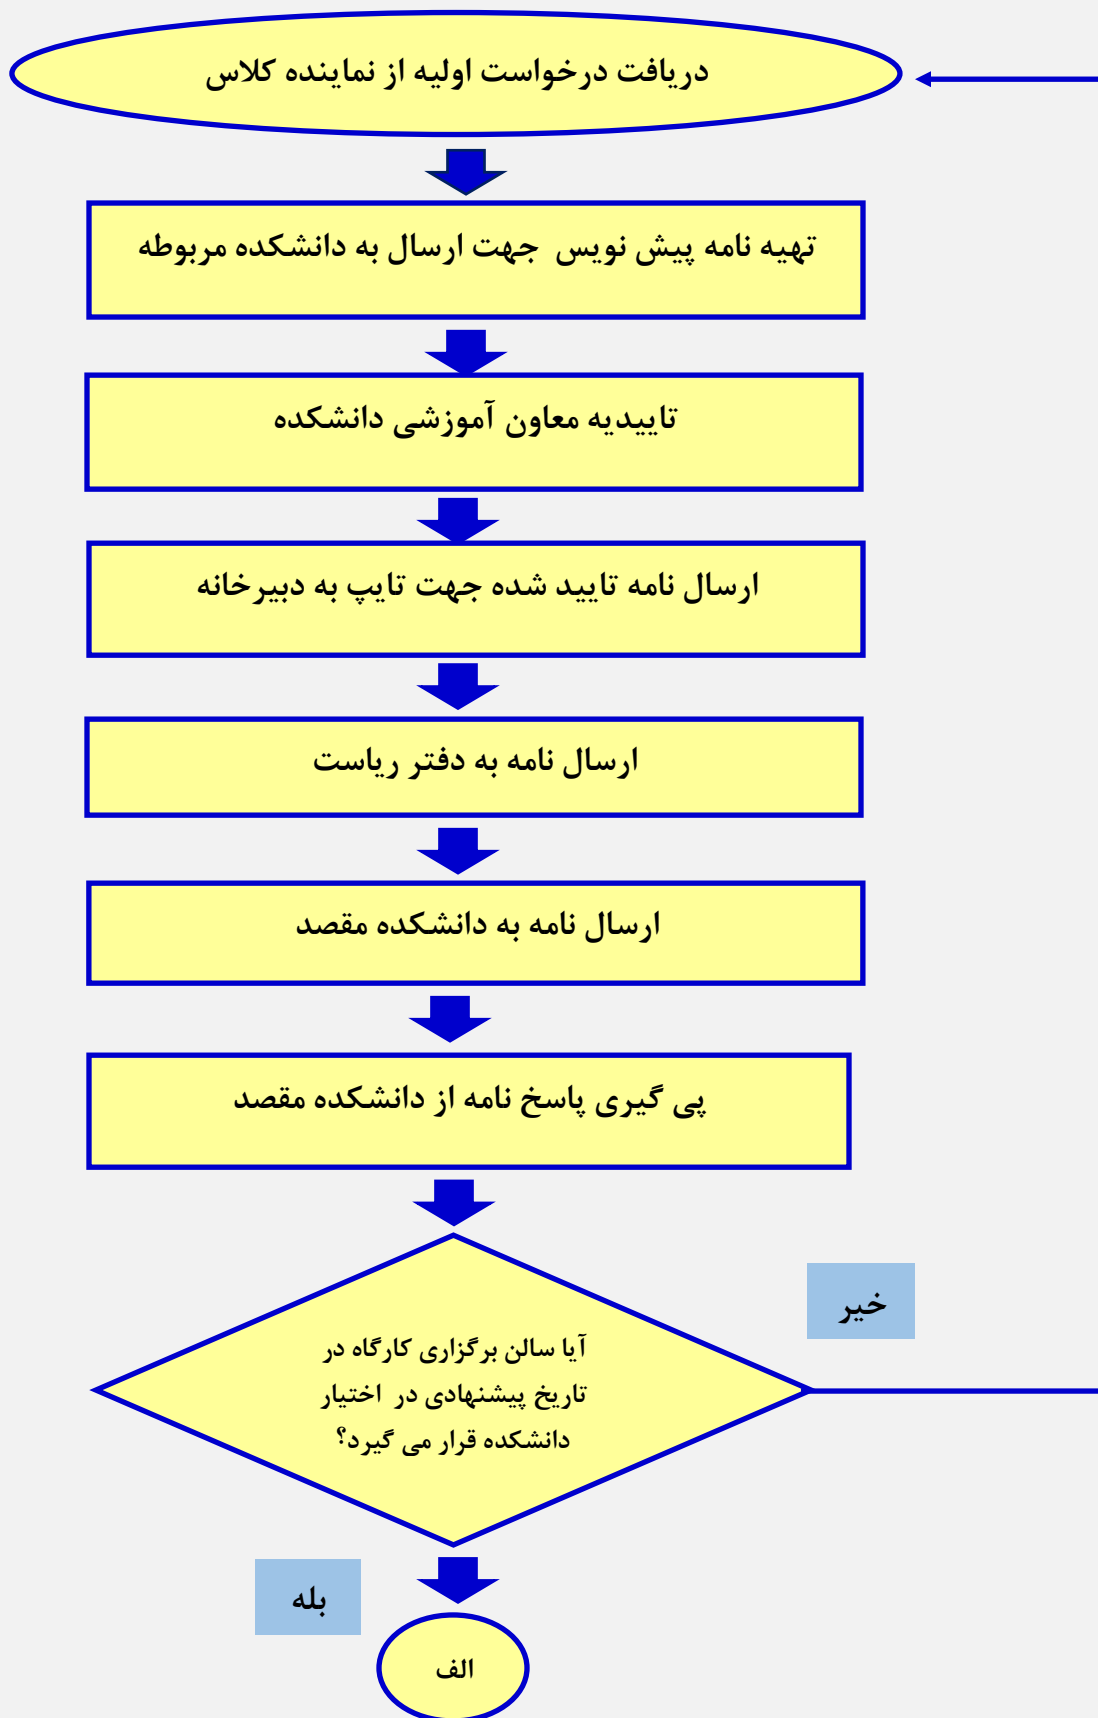 دریافت درخواست اولیه از نماینده کلاس
تهیه نامه پیش نویس جهت ارسال به دانشکده مربوطه
تاییدیه معاون آموزشی دانشکده
ارسال نامه تایید شده جهت تایپ به دبیرخانه
ارسال نامه به دفتر ریاست
ارسال نامه به دانشکده مقصد
پی گیری پاسخ نامه از دانشکده مقصد
خیر
آیا سالن برگزاری کارگاه در
تاریخ پیشنهادی در اختیار
دانشکده قرار می گیرد؟
بله
الف